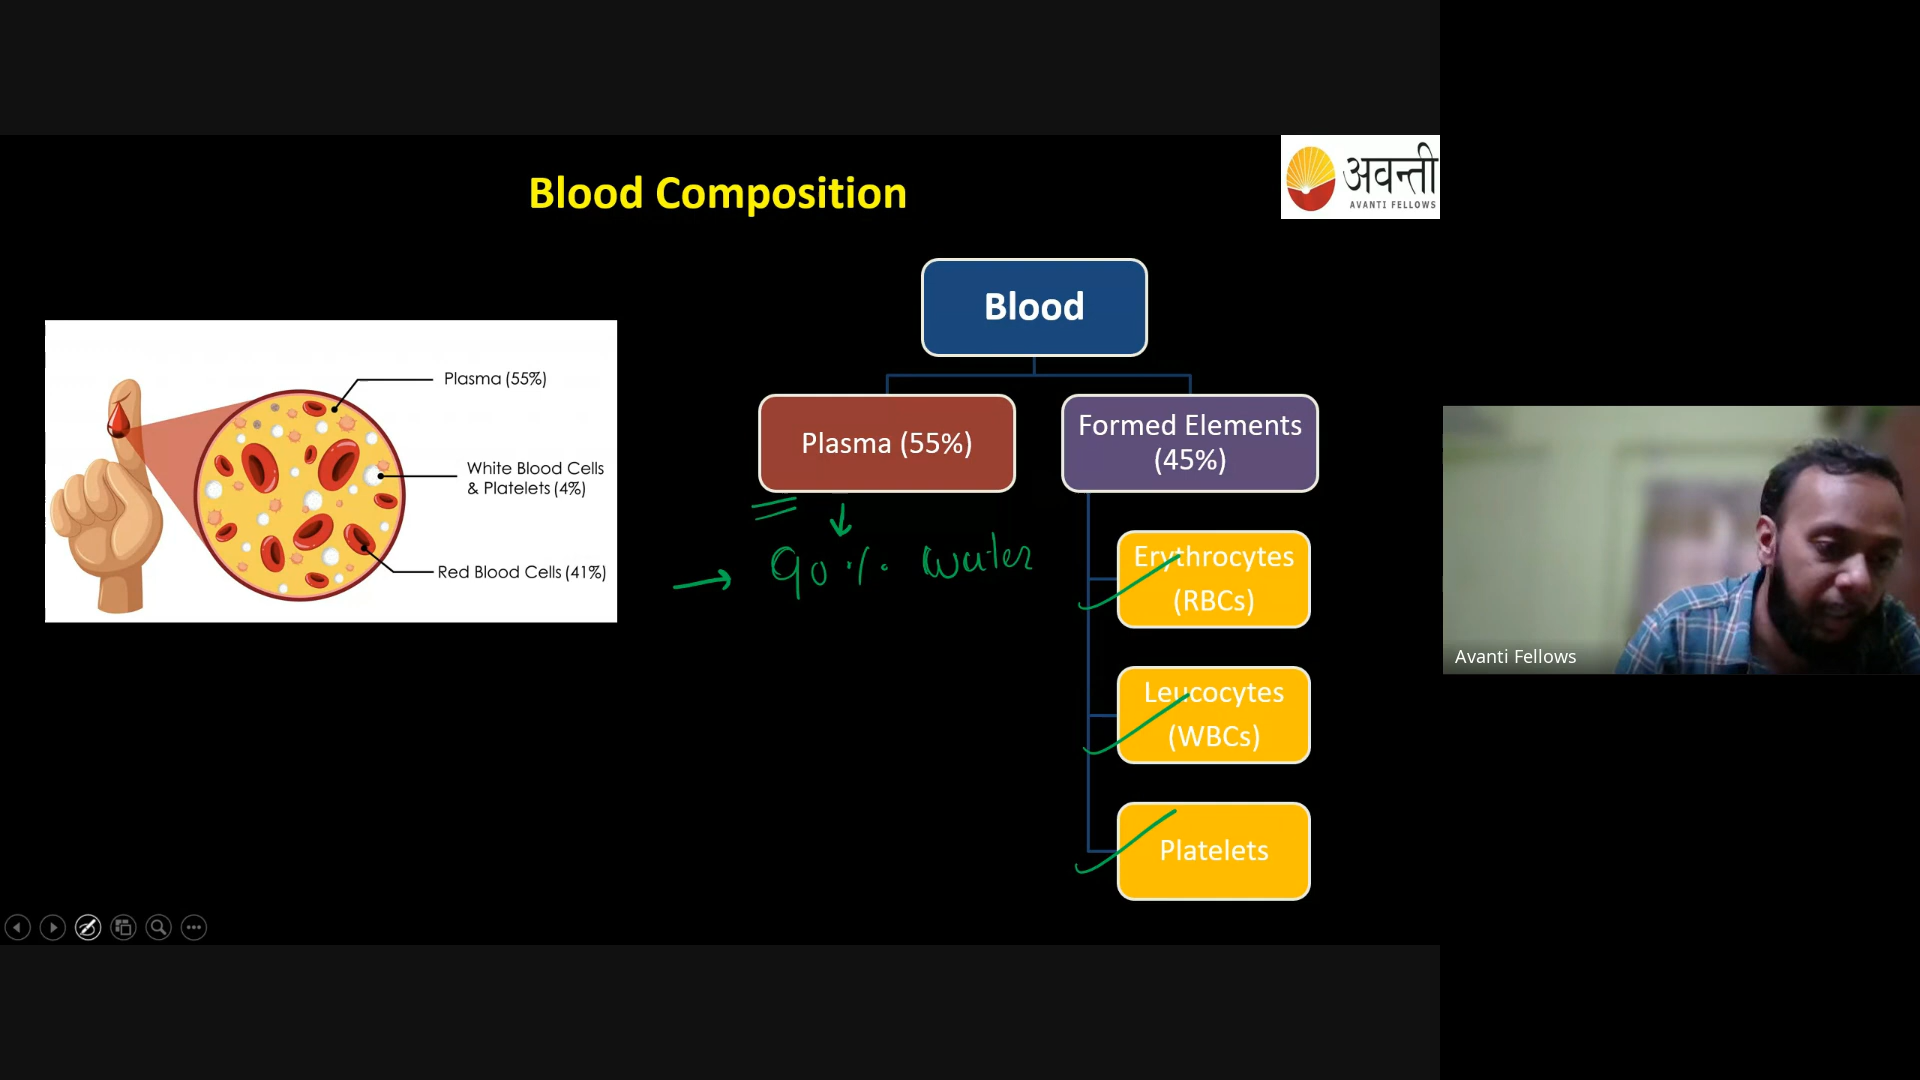 Blood Composition
अवन्ती
AVANTI FELLOWS
Plasma (55%)
White Blood Cells
& Platelets (4%)
Red Blood Cells (41%)
Blood
Plasma (55%)
Formed Elements
(45%)
→ 90 % water
Erythrocytes
(RBCs)
Leucocytes
(WBCs)
Platelets
Avanti Fellows